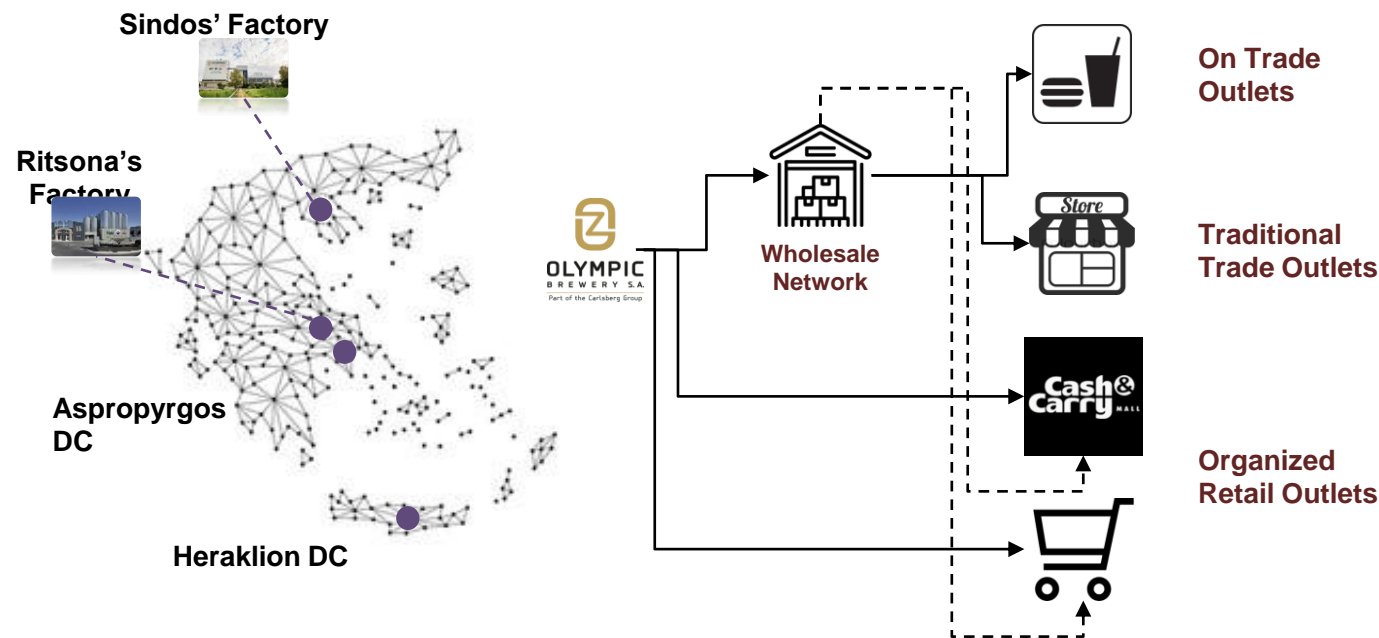 Sindos’ Factory
Ritsona’s
Factory
Aspropyrgos
DC
Heraklion DC
OLYMPIC
BREWERY S.A.
Part of the Carlsberg Group
Wholesale
Network
On Trade
Outlets
Store
Traditional
Trade Outlets
Cash&
Carry MALL
Organized
Retail Outlets